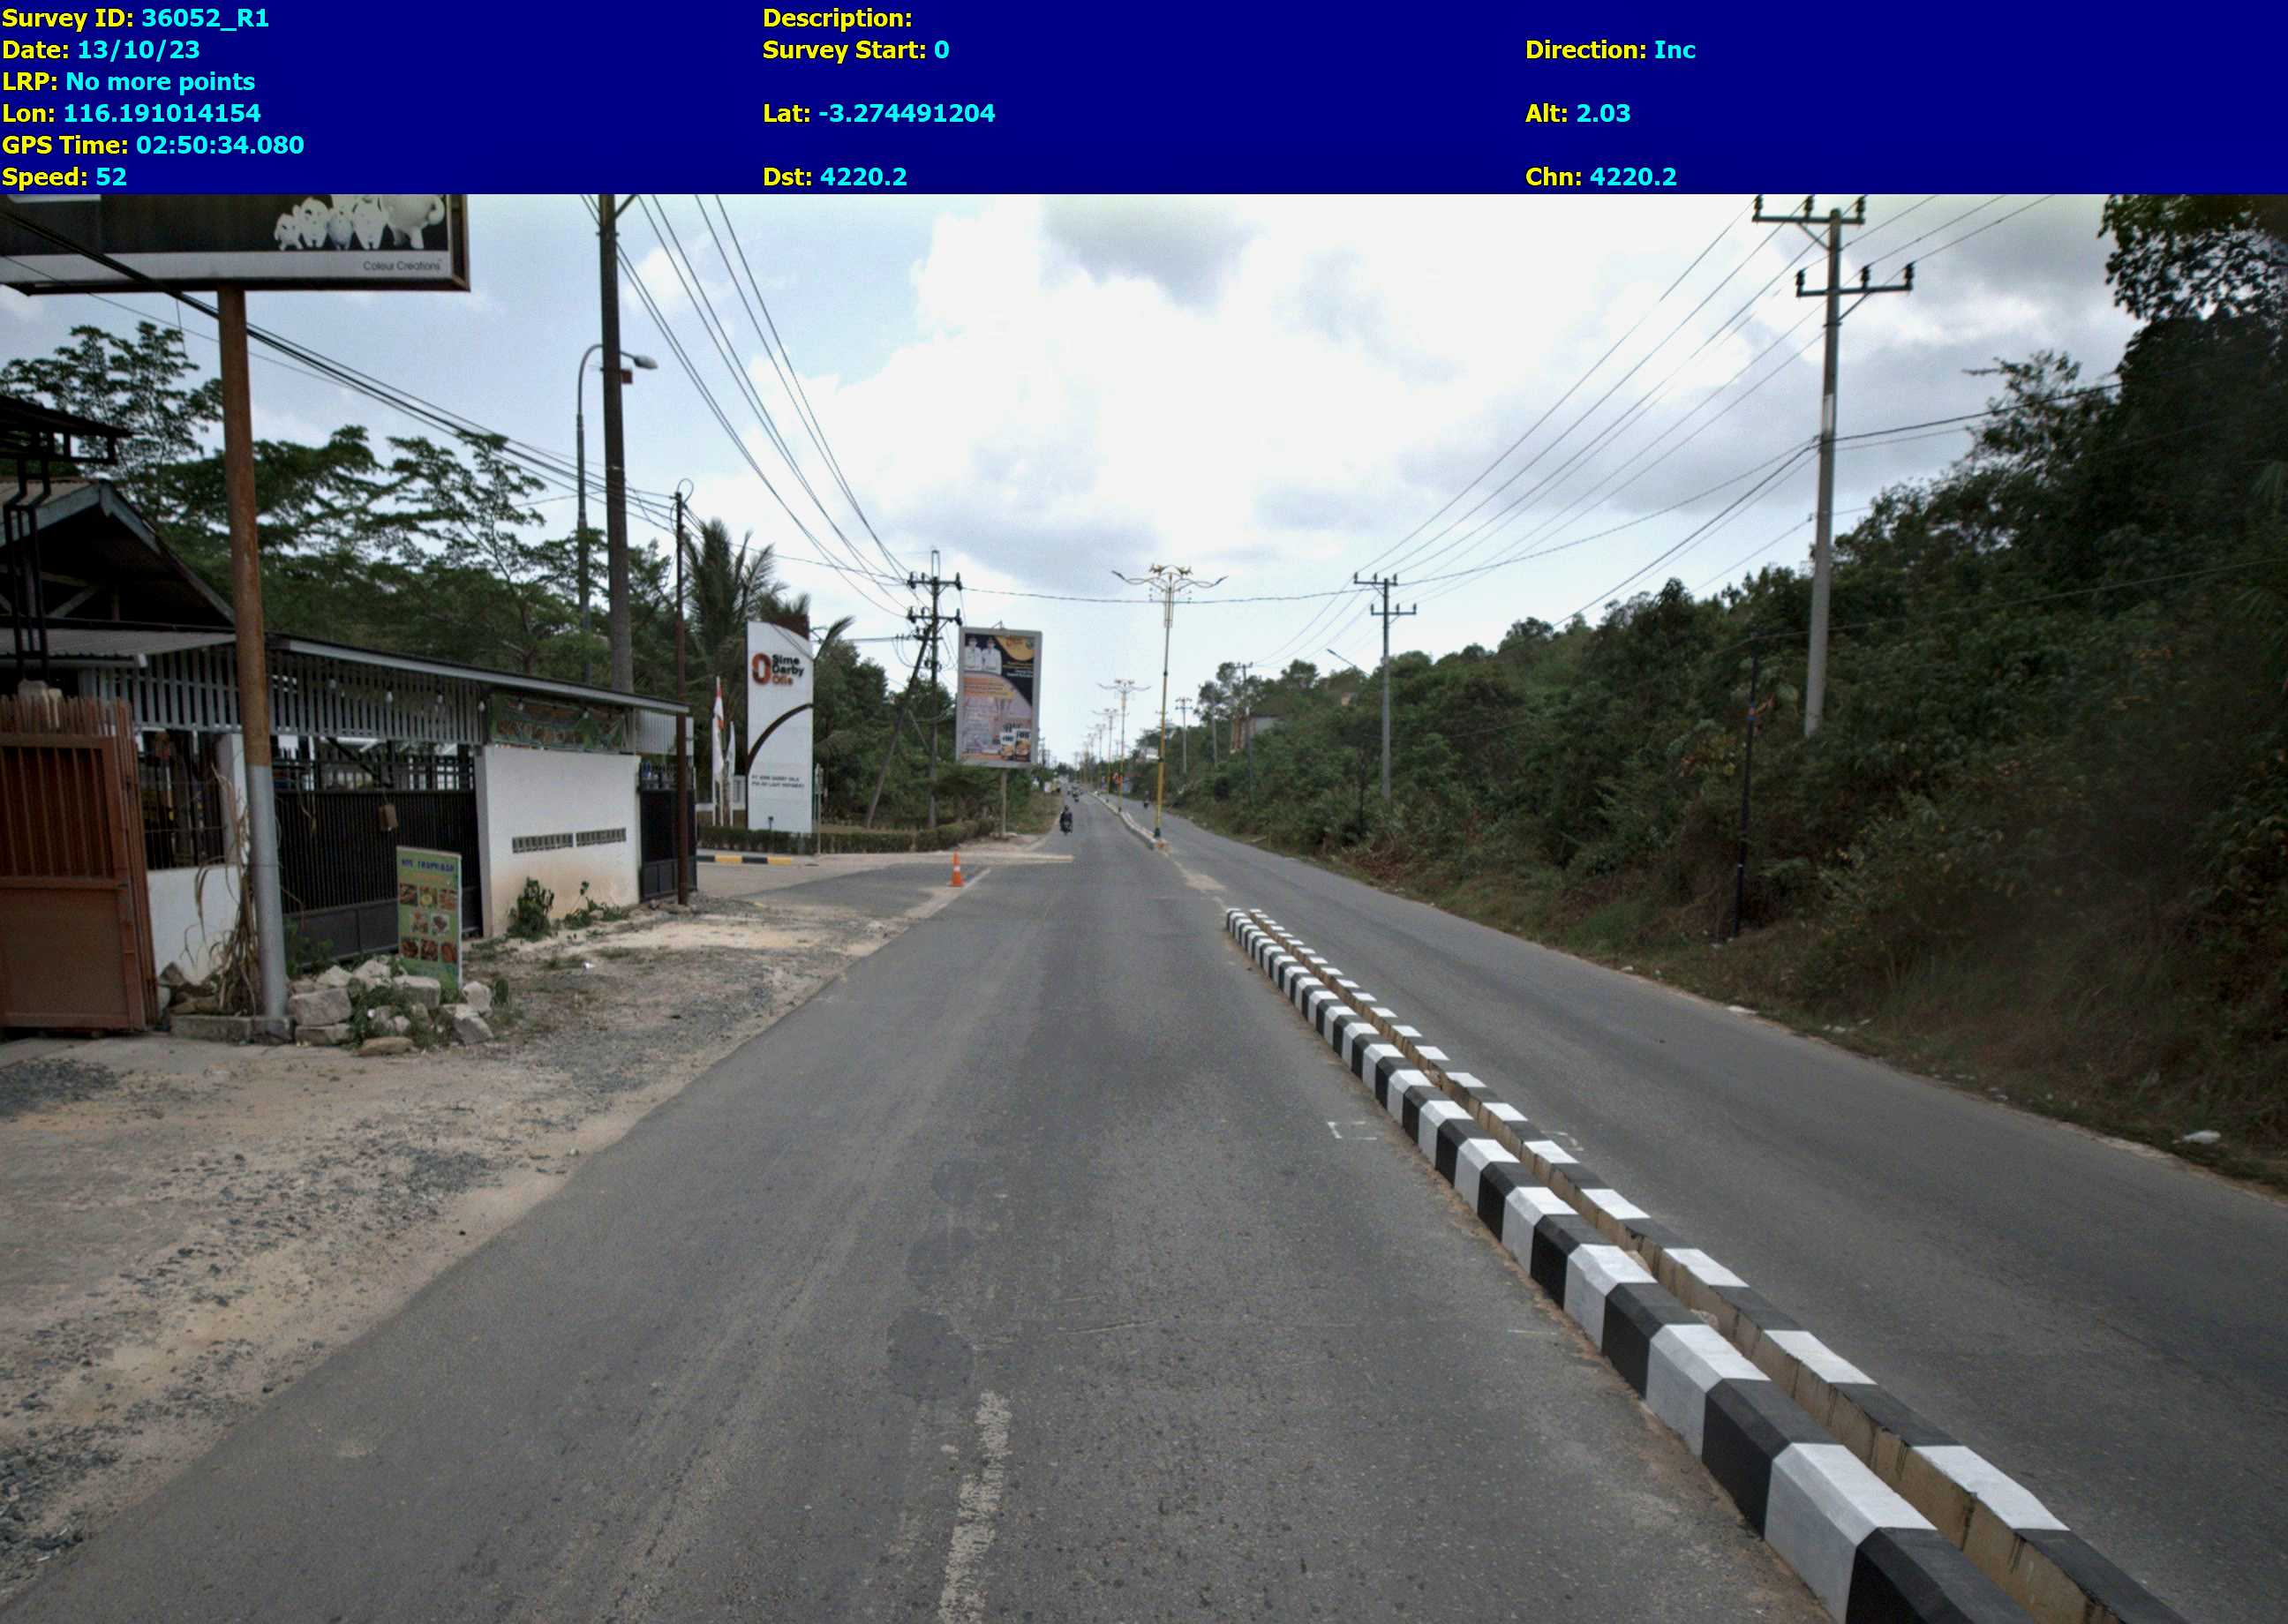 Survey ID: 36052_R1
Description:
Date: 13/10/23
Survey Start: 0
Direction: Inc
LRP: No more points
Lon: 116.191014154
Lat: -3.274491204
Alt: 2.03
GPS Time: 02:50:34.080
Speed: 52
Dst: 4220.2
Chn: 4220.2
Colour Creations
Sime
Darby
Oils